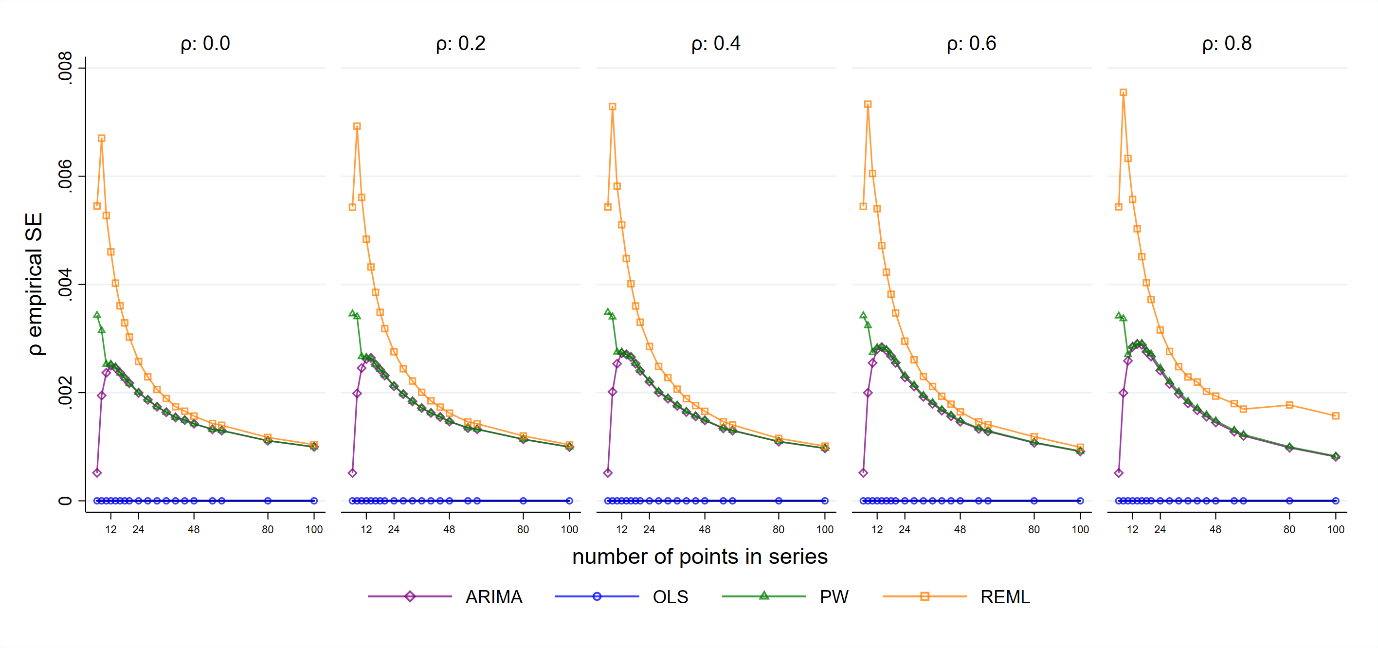 ρ: 0.0 ρ: 0.2 ρ: 0.4 ρ: 0.6 ρ: 0.8
.008
.006
.004
.002
0
ρ empirical SE
12 24 48 80 100 12 24 48 80 100 12 24 48 80 100 12 24 48 80 100 12 24 48 80 100
number of points in series
ARIMA OLS PW REML